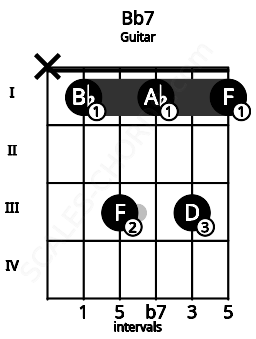 Bb7
Guitar
I
B♭ 1 A♭ 1 F 1
II
III
F 2 D 3
IV
1 5 b7 3 5
intervals